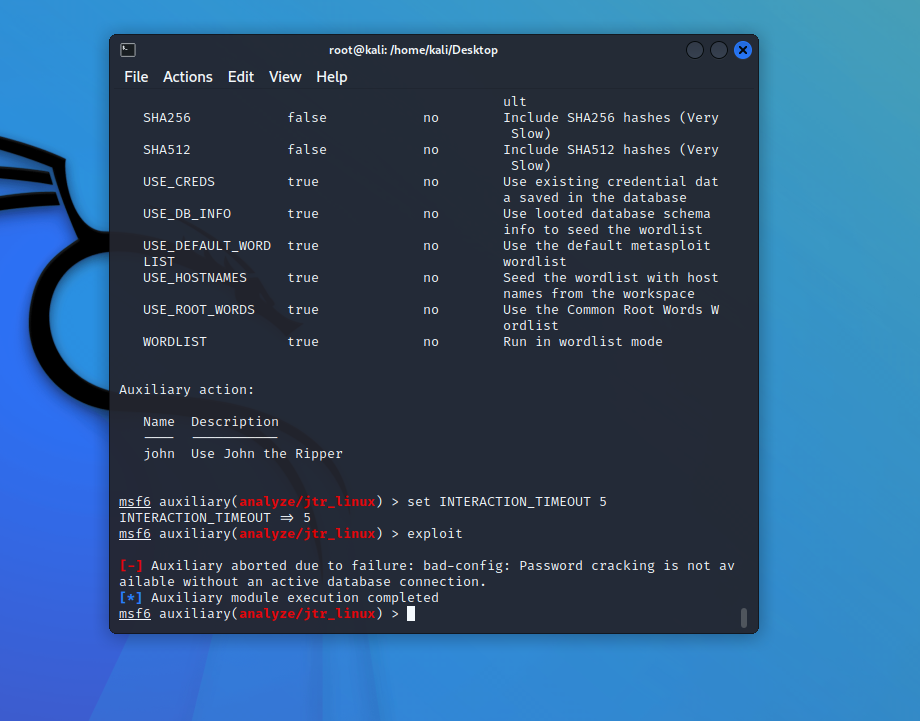 root@kali: /home/kali/Desktop
File Actions Edit View Help
ult
SHA256 false no Include SHA256 hashes (Very
Slow)
SHA512 false no Include SHA512 hashes (Very
Slow)
USE_CREDS true no Use existing credential dat
a saved in the database
USE_DB_INFO true no Use looted database schema
info to seed the wordlist
USE_DEFAULT_WORD true no Use the default metasploit
LIST wordlist
USE_HOSTNAMES true no Seed the wordlist with host
names from the workspace
USE_ROOT_WORDS true no Use the Common Root Words W
ordlist
WORDLIST true no Run in wordlist mode
Auxiliary action:
Name Description
john Use John the Ripper
msf6 auxiliary(analyze/jtr_linux) > set INTERACTION_TIMEOUT 5
INTERACTION_TIMEOUT ⇒ 5
msf6 auxiliary(analyze/jtr_linux) > exploit
[-] Auxiliary aborted due to failure: bad-config: Password cracking is not av
ailable without an active database connection.
[*] Auxiliary module execution completed
msf6 auxiliary(analyze/jtr_linux) >